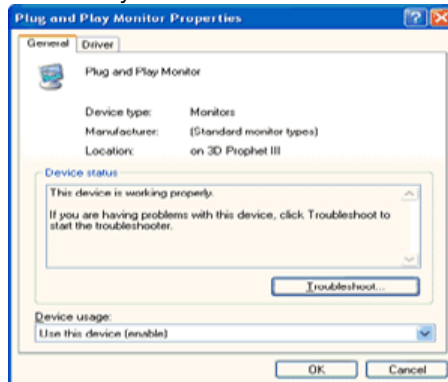 Plug and Play Monitor Properties
General Driver
Plug and Play Monitor
Device type: Monitors
Manufacturer: (Standard monitor types)
Location: on 3D Prophet III
Device status
This device is working properly.
If you are having problems with this device, click Troubleshoot to
start the troubleshooter.
Troubleshoot...
Device usage:
Use this device (enable)
OK Cancel